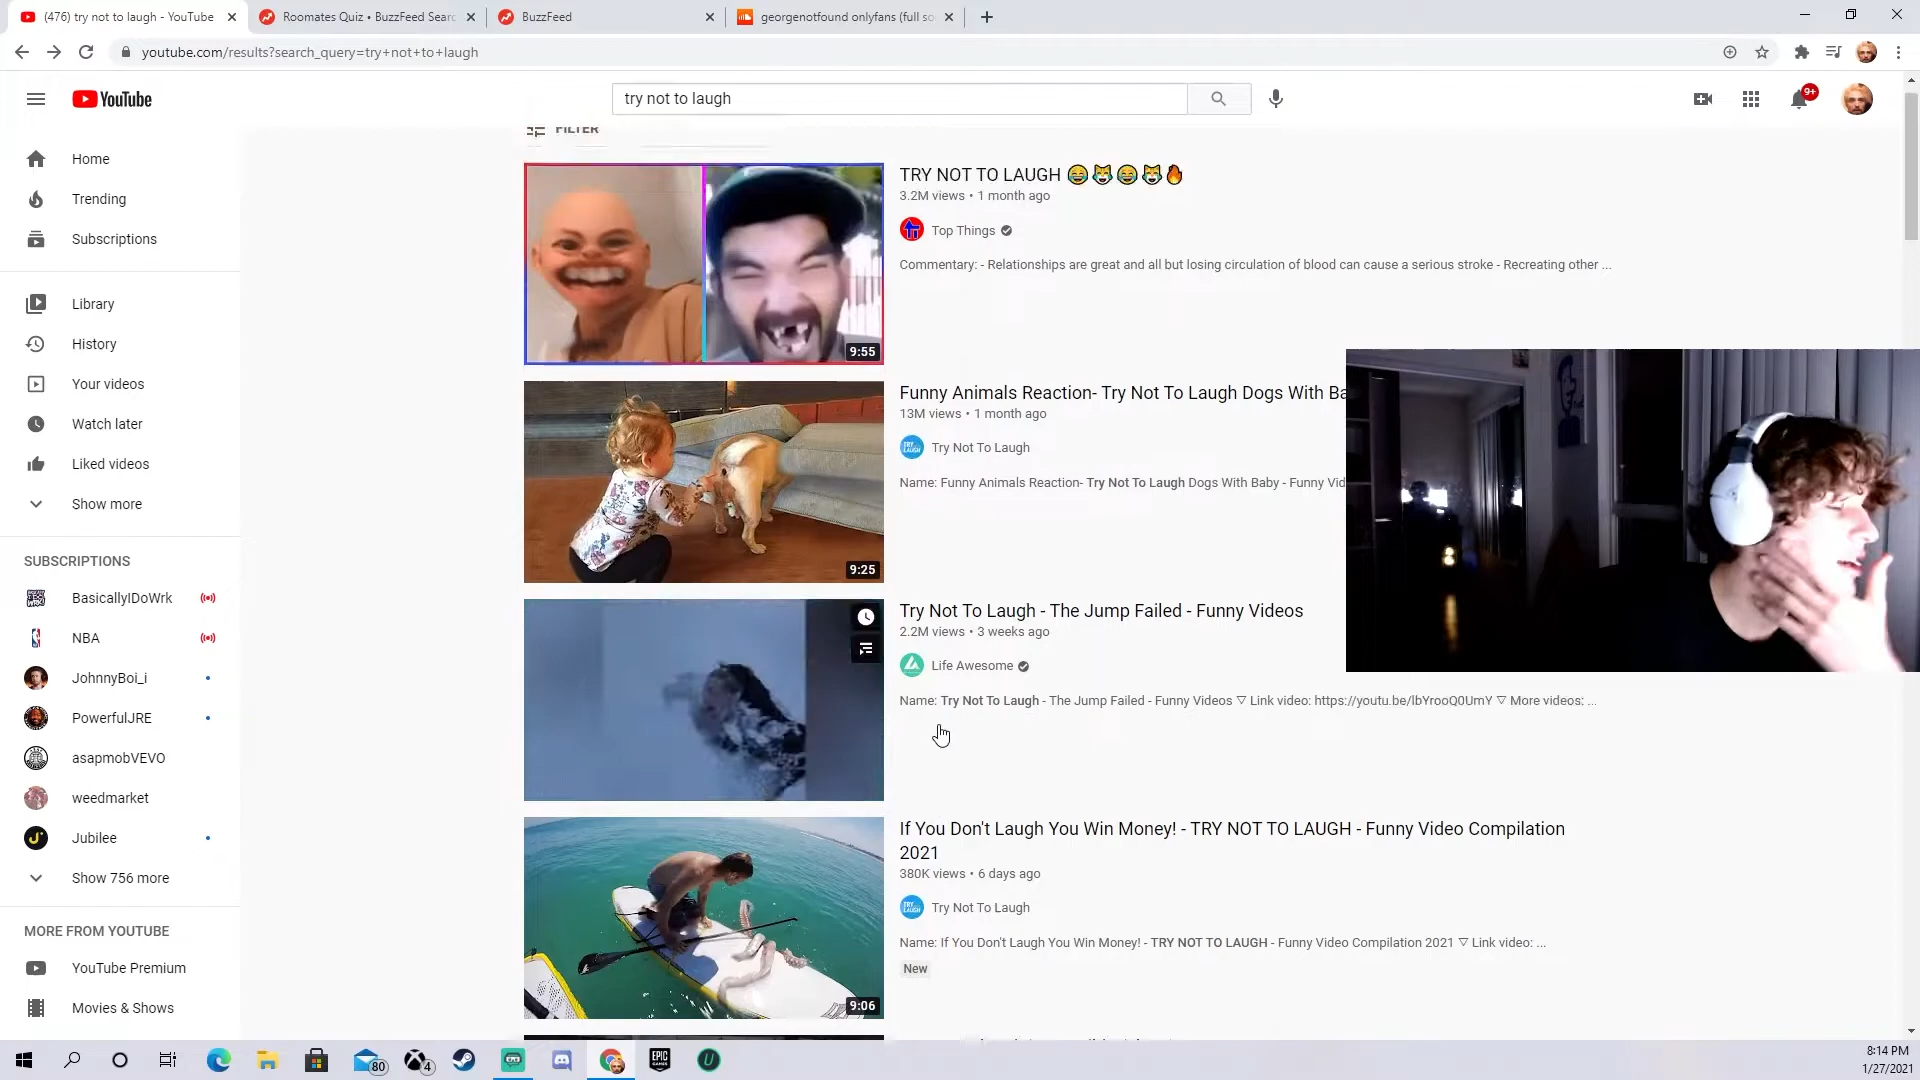 (476) try not to laugh - YouTube
Roomates Quiz • BuzzFeed Searc
BuzzFeed
georgenotfound onlyfans (full so
youtube.com/results?search_query=try+not+to+laugh
YouTube
try not to laugh
9+
FILTER
Home
Trending
Subscriptions
Library
History
Your videos
Watch later
Liked videos
Show more
SUBSCRIPTIONS
BasicallyIDoWrk
NBA
JohnnyBoi_i
PowerfulJRE
asapmobVEVO
weedmarket
Jubilee
Show 756 more
MORE FROM YOUTUBE
YouTube Premium
Movies & Shows
9:55
TRY NOT TO LAUGH 😂😹😂😹🔥
3.2M views • 1 month ago
Top Things
Commentary: - Relationships are great and all but losing circulation of blood can cause a serious stroke - Recreating other ...
9:25
Funny Animals Reaction- Try Not To Laugh Dogs With Ba
13M views • 1 month ago
Try Not To Laugh
Name: Funny Animals Reaction- Try Not To Laugh Dogs With Baby - Funny Vid
Try Not To Laugh - The Jump Failed - Funny Videos
2.2M views • 3 weeks ago
Life Awesome
Name: Try Not To Laugh - The Jump Failed - Funny Videos ▽ Link video: https://youtu.be/lbYrooQ0UmY ▽ More videos: ...
9:06
If You Don't Laugh You Win Money! - TRY NOT TO LAUGH - Funny Video Compilation
2021
380K views • 6 days ago
Try Not To Laugh
Name: If You Don't Laugh You Win Money! - TRY NOT TO LAUGH - Funny Video Compilation 2021 ▽ Link video: ...
New
80
4
EPIC
GAMES
8:14 PM
1/27/2021